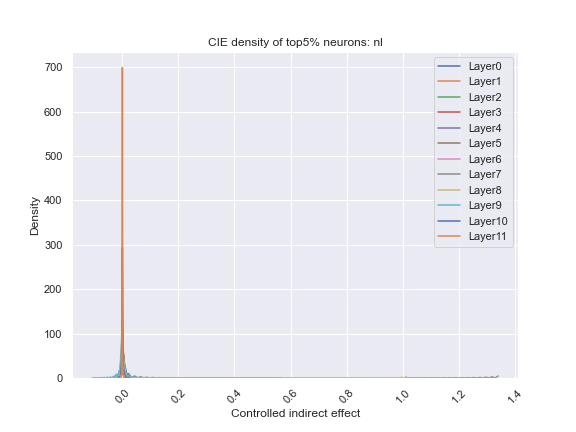 CIE density of top5% neurons: nl
700
600
500
400
300
200
100
0
Density
Layer0
Layer1
Layer2
Layer3
Layer4
Layer5
Layer6
Layer7
Layer8
Layer9
Layer10
Layer11
0.0 0.2 0.4 0.6 0.8 1.0 1.2 1.4
Controlled indirect effect